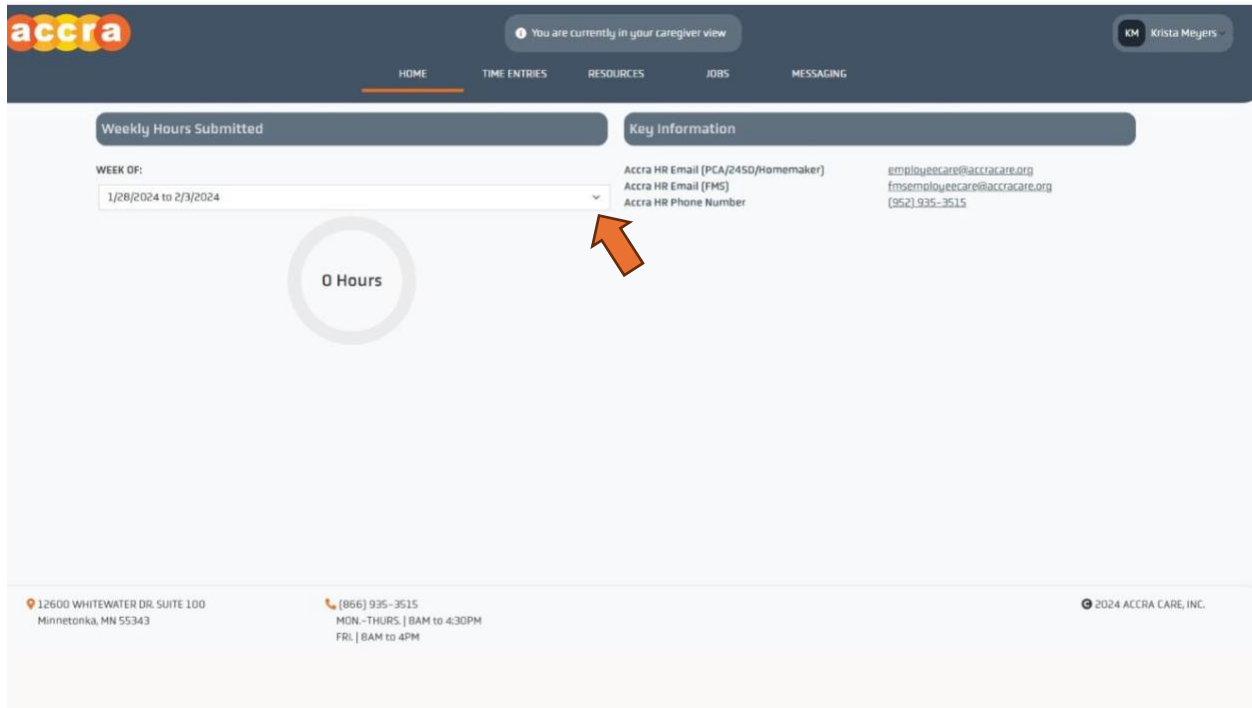 accra
You are currently in your caregiver view
KM Krista Meyers
HOME TIME ENTRIES RESOURCES JOBS MESSAGING
Weekly Hours Submitted
WEEK OF:
1/28/2024 to 2/3/2024
0 Hours
Key Information
Accra HR Email (PCA/245D/Homemaker) employeecare@accracare.org
Accra HR Email (FMS) fmsemployeecare@accracare.org
Accra HR Phone Number (952) 935-3515
12600 WHITEWATER DR. SUITE 100
Minnetonka, MN 55343
(866) 935-3515
MON.-THURS. | 8AM to 4:30PM
FRI. | 8AM to 4PM
2024 ACCRA CARE, INC.